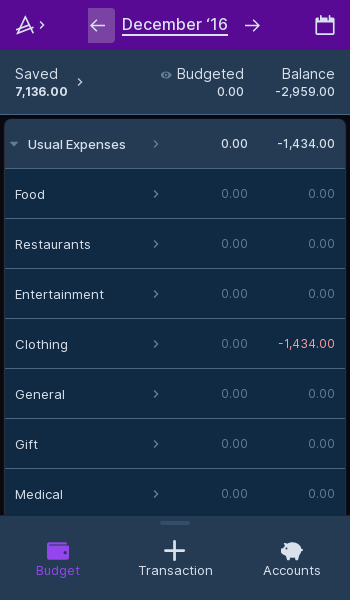 December ‘16
Saved Budgeted Balance
7,136.00 0.00 -2,959.00
Usual Expenses 0.00 -1,434.00
Food 0.00 0.00
Restaurants 0.00 0.00
Entertainment 0.00 0.00
Clothing 0.00 -1,434.00
General 0.00 0.00
Gift 0.00 0.00
Medical 0.00 0.00
Budget Transaction Accounts